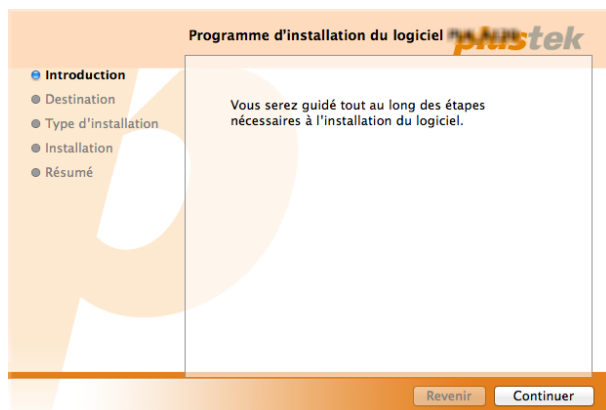 Programme d'installation du logiciel
plustek
Introduction
Destination
Type d'installation
Installation
Résumé
Vous serez guidé tout au long des étapes
nécessaires à l'installation du logiciel.
Revenir
Continuer